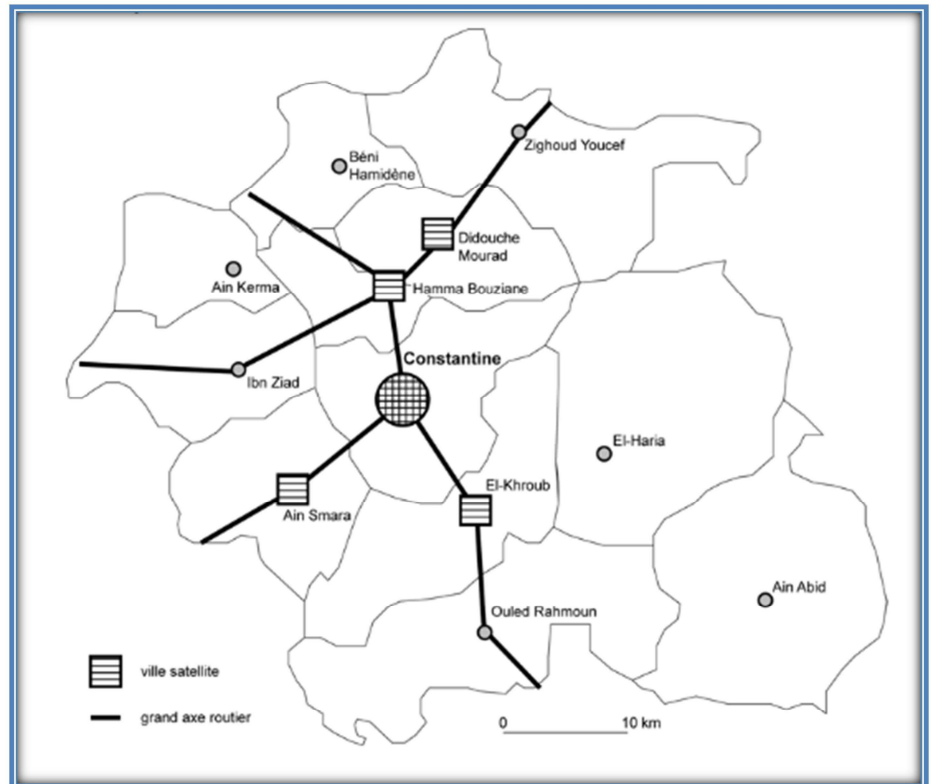 Zighoud Youcef
Béni
Hamidène
Didouche
Mourad
Ain Kerma
Hamma Bouziane
Constantine
Ibn Ziad
El-Haria
El-Khroub
Ain Smara
Ain Abid
Ouled Rahmoun
ville satellite
grand axe routier
0 10 km